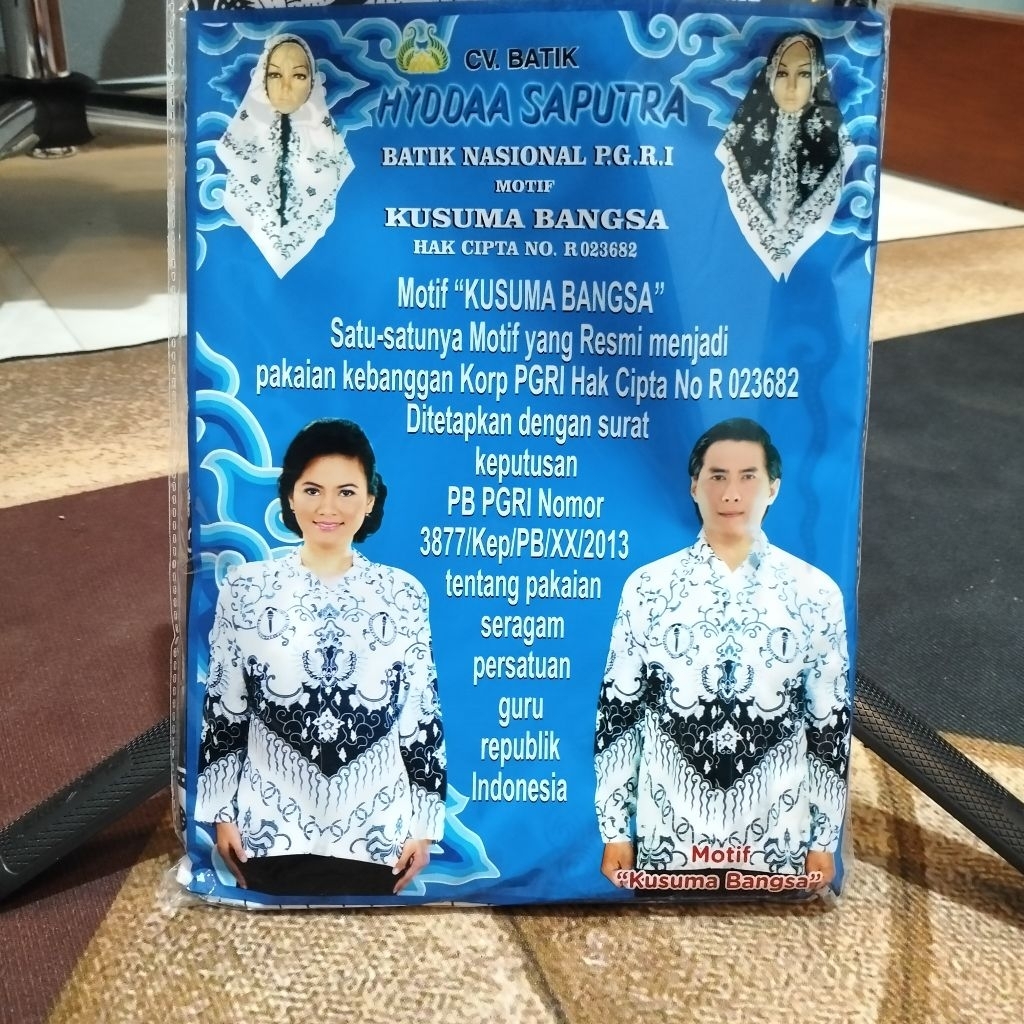 CV. BATIK
HYDDAA SAPUTRA
BATIK NASIONAL P.G.R.I
MOTIF
KUSUMA BANGSA
HAK CIPTA NO. R 023682
Motif “KUSUMA BANGSA”
Satu-satunya Motif yang Resmi menjadi
pakaian kebanggan Korp PGRI Hak Cipta No R 023682
Ditetapkan dengan surat
keputusan
PB PGRI Nomor
3877/Kep/PB/XX/2013
tentang pakaian
seragam
persatuan
guru
republik
Indonesia
Motif
“Kusuma Bangsa”